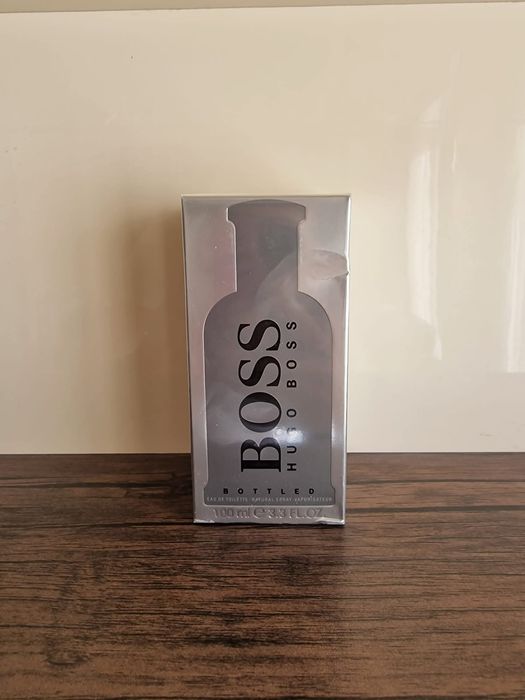 BOSS
HUGO BOSS
BOTTLED
EAU DE TOILETTE · NATURAL SPRAY · VAPORISATEUR
100 ml ℮ 3.3 FL.OZ.